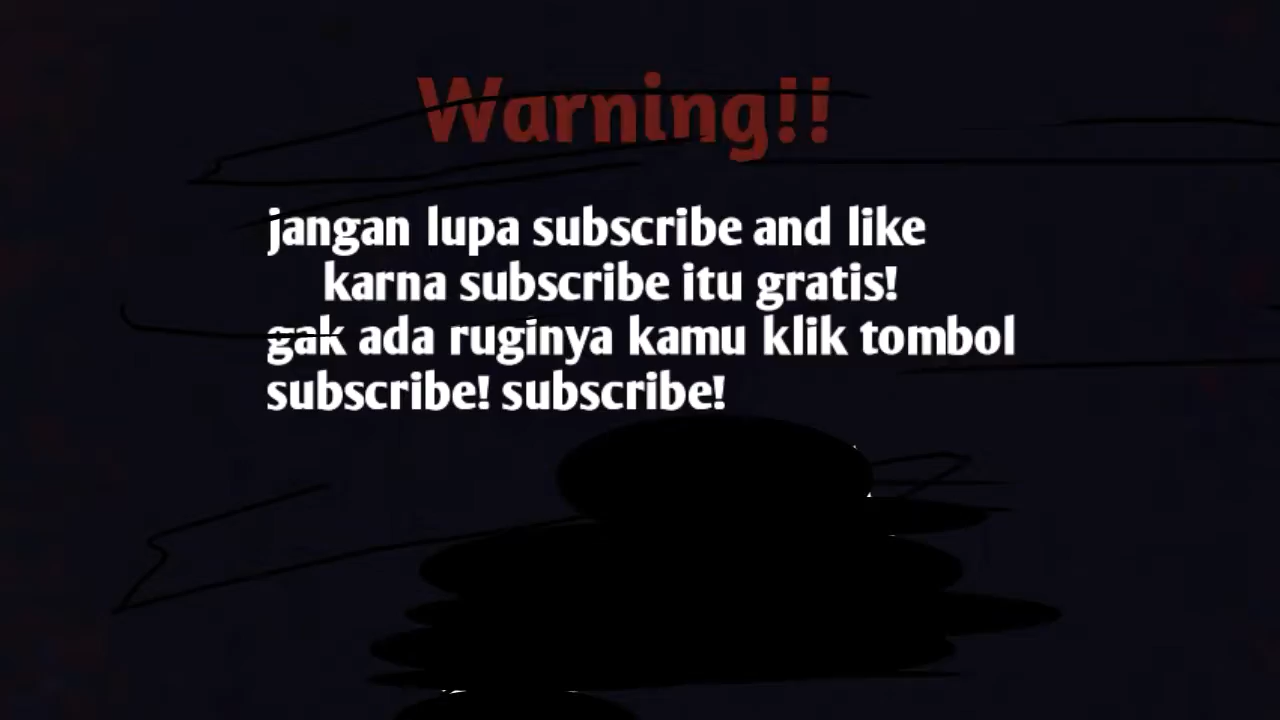 Warning!!
jangan lupa subscribe and like
karna subscribe itu gratis!
gak ada ruginya kamu klik tombol
subscribe! subscribe!